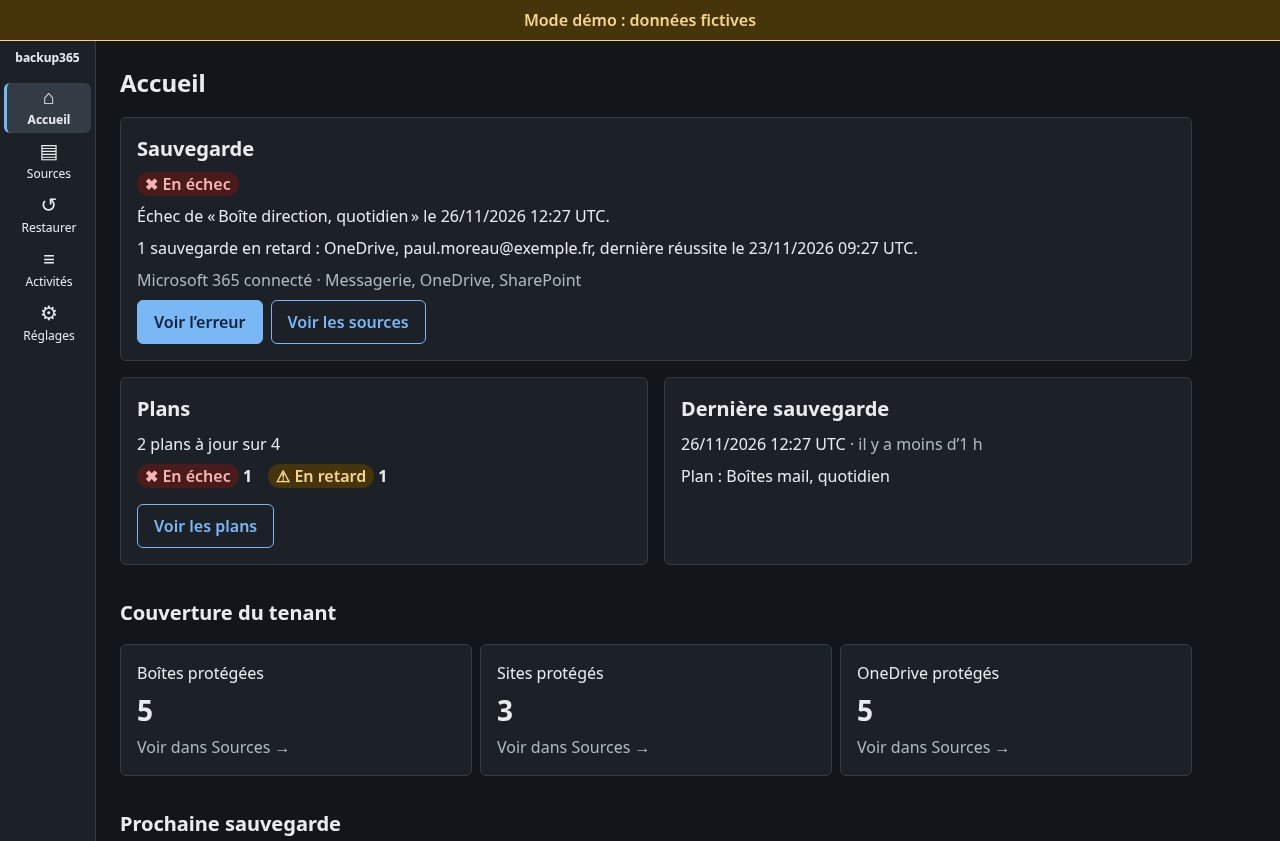 Mode démo : données fictives
backup365
Accueil
Sources
Restaurer
Activités
Réglages
Accueil
Sauvegarde
✖ En échec
Échec de « Boîte direction, quotidien » le 26/11/2026 12:27 UTC.
1 sauvegarde en retard : OneDrive, paul.moreau@exemple.fr, dernière réussite le 23/11/2026 09:27 UTC.
Microsoft 365 connecté · Messagerie, OneDrive, SharePoint
Voir l’erreur Voir les sources
Plans
2 plans à jour sur 4
✖ En échec 1 ⚠ En retard 1
Voir les plans
Dernière sauvegarde
26/11/2026 12:27 UTC · il y a moins d’1 h
Plan : Boîtes mail, quotidien
Couverture du tenant
Boîtes protégées
5
Voir dans Sources →
Sites protégés
3
Voir dans Sources →
OneDrive protégés
5
Voir dans Sources →
Prochaine sauvegarde